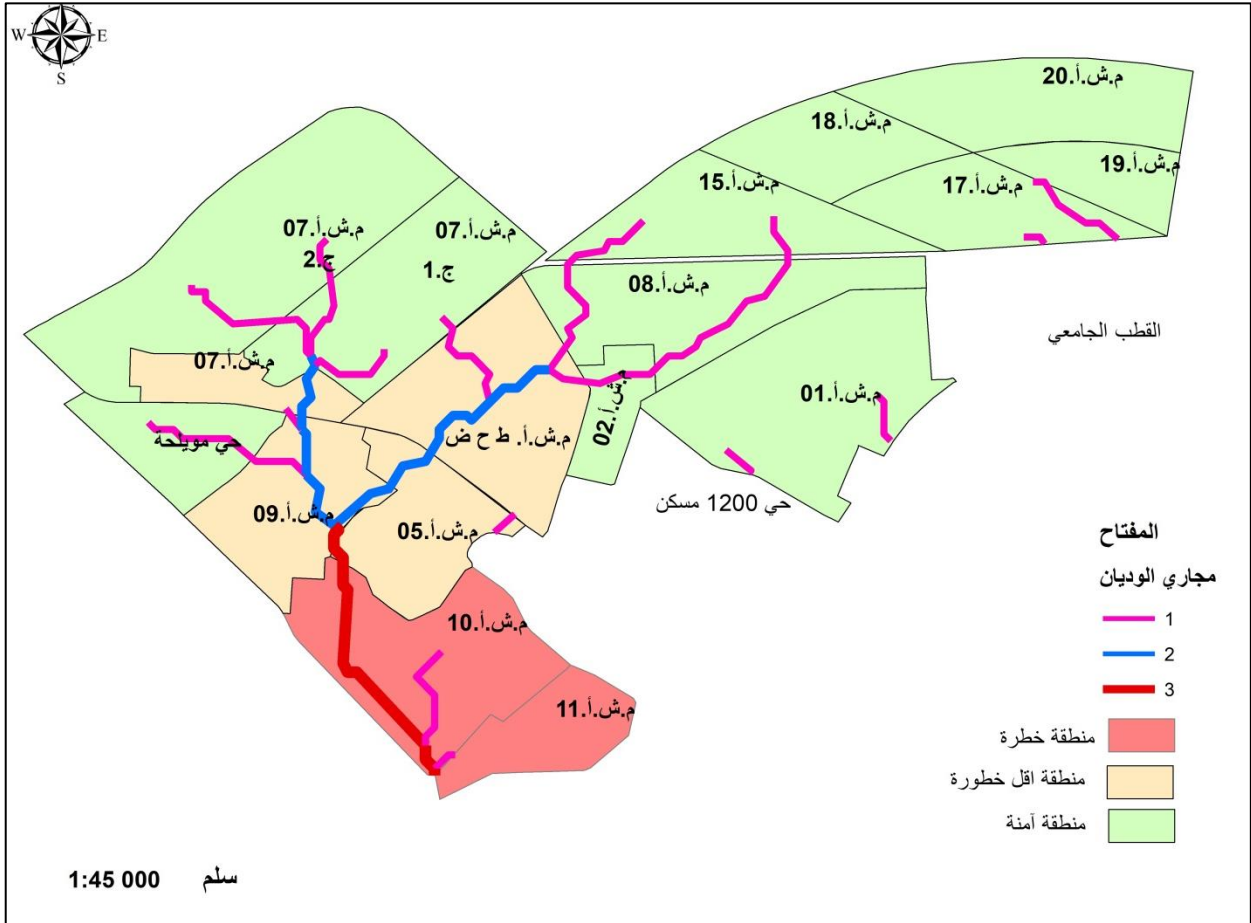 N
W
E
S
م.ش.أ.20
م.ش.أ.18
م.ش.أ.19
م.ش.أ.15
م.ش.أ.17
م.ش.أ.07
ج.2
م.ش.أ.07
ج.1
م.ش.أ.08
القطب الجامعي
م.ش.أ.07
م.ش.أ.01
م.ش.أ.02
حي مويلحة
م.ش.أ. ط ح ض
حي 1200 مسكن
م.ش.أ.09
م.ش.أ.05
م.ش.أ.10
م.ش.أ.11
المفتاح
مجاري الوديان
1
2
3
منطقة خطرة
منطقة اقل خطورة
منطقة آمنة
سلم 1:45 000